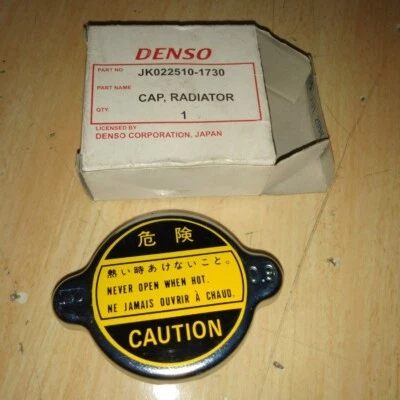 DENSO
PART NO JK022510-1730
PART NAME CAP, RADIATOR
QTY. 1
LICENSED BY
DENSO CORPORATION, JAPAN
危険
熱い時あけないこと。
NEVER OPEN WHEN HOT.
NE JAMAIS OUVRIR À CHAUD.
CAUTION